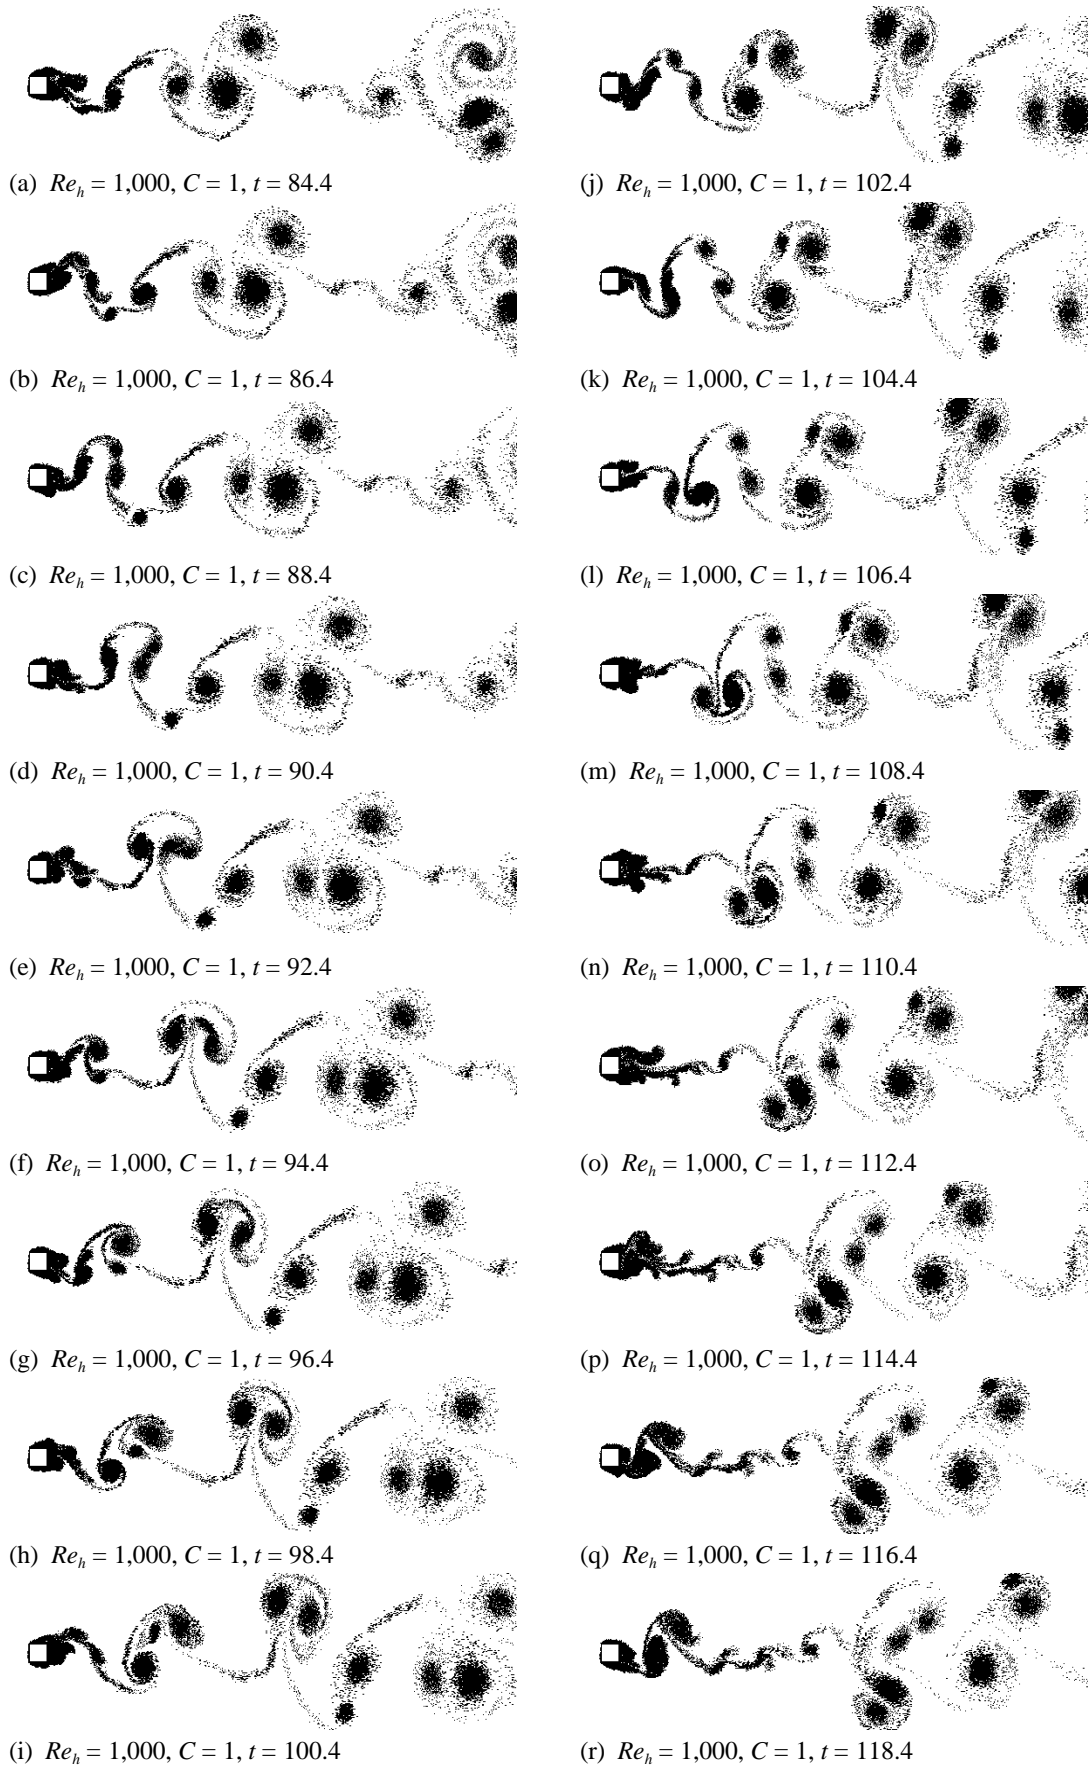 (a) Re_h = 1,000, C = 1, t = 84.4
(b) Re_h = 1,000, C = 1, t = 86.4
(c) Re_h = 1,000, C = 1, t = 88.4
(d) Re_h = 1,000, C = 1, t = 90.4
(e) Re_h = 1,000, C = 1, t = 92.4
(f) Re_h = 1,000, C = 1, t = 94.4
(g) Re_h = 1,000, C = 1, t = 96.4
(h) Re_h = 1,000, C = 1, t = 98.4
(i) Re_h = 1,000, C = 1, t = 100.4
(j) Re_h = 1,000, C = 1, t = 102.4
(k) Re_h = 1,000, C = 1, t = 104.4
(l) Re_h = 1,000, C = 1, t = 106.4
(m) Re_h = 1,000, C = 1, t = 108.4
(n) Re_h = 1,000, C = 1, t = 110.4
(o) Re_h = 1,000, C = 1, t = 112.4
(p) Re_h = 1,000, C = 1, t = 114.4
(q) Re_h = 1,000, C = 1, t = 116.4
(r) Re_h = 1,000, C = 1, t = 118.4